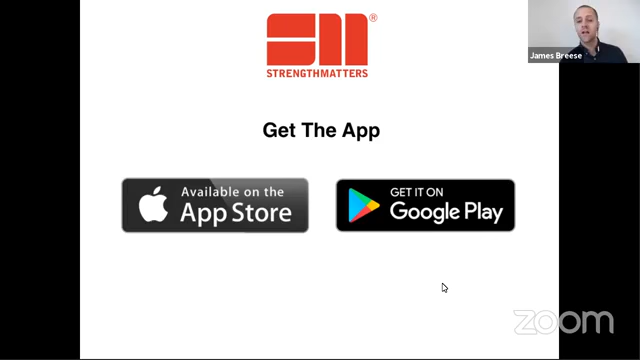 ®
STRENGTHMATTERS
James Breese
Get The App
Available on the
App Store
GET IT ON
Google Play
zoom